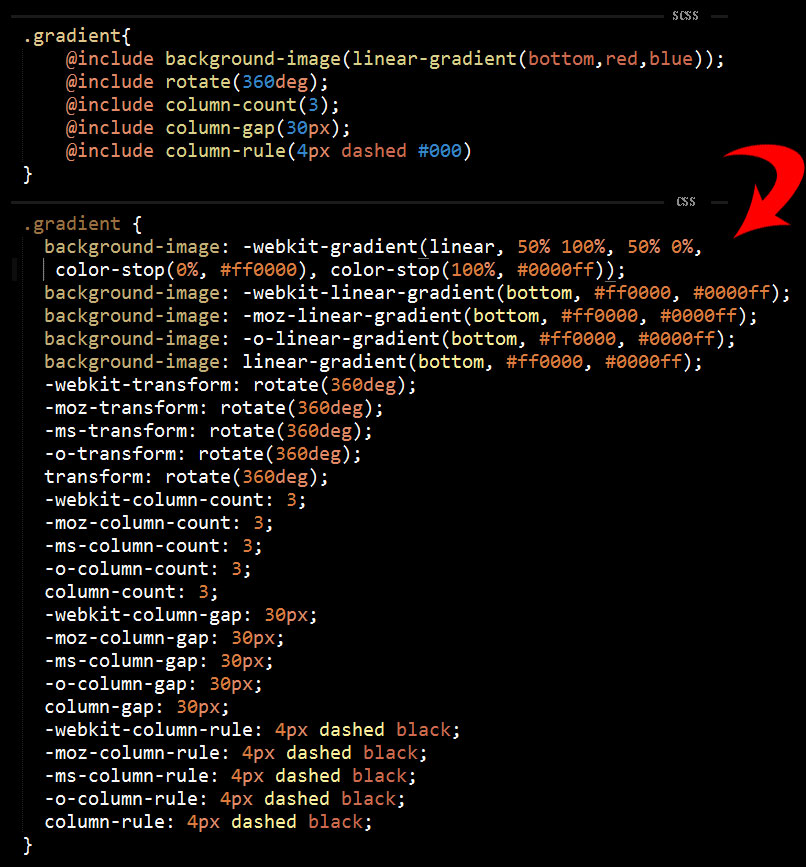 SCSS
.gradient{
    @include background-image(linear-gradient(bottom,red,blue));
    @include rotate(360deg);
    @include column-count(3);
    @include column-gap(30px);
    @include column-rule(4px dashed #000)
}
CSS
.gradient {
  background-image: -webkit-gradient(linear, 50% 100%, 50% 0%,
   color-stop(0%, #ff0000), color-stop(100%, #0000ff));
  background-image: -webkit-linear-gradient(bottom, #ff0000, #0000ff);
  background-image: -moz-linear-gradient(bottom, #ff0000, #0000ff);
  background-image: -o-linear-gradient(bottom, #ff0000, #0000ff);
  background-image: linear-gradient(bottom, #ff0000, #0000ff);
  -webkit-transform: rotate(360deg);
  -moz-transform: rotate(360deg);
  -ms-transform: rotate(360deg);
  -o-transform: rotate(360deg);
  transform: rotate(360deg);
  -webkit-column-count: 3;
  -moz-column-count: 3;
  -ms-column-count: 3;
  -o-column-count: 3;
  column-count: 3;
  -webkit-column-gap: 30px;
  -moz-column-gap: 30px;
  -ms-column-gap: 30px;
  -o-column-gap: 30px;
  column-gap: 30px;
  -webkit-column-rule: 4px dashed black;
  -moz-column-rule: 4px dashed black;
  -ms-column-rule: 4px dashed black;
  -o-column-rule: 4px dashed black;
  column-rule: 4px dashed black;
}